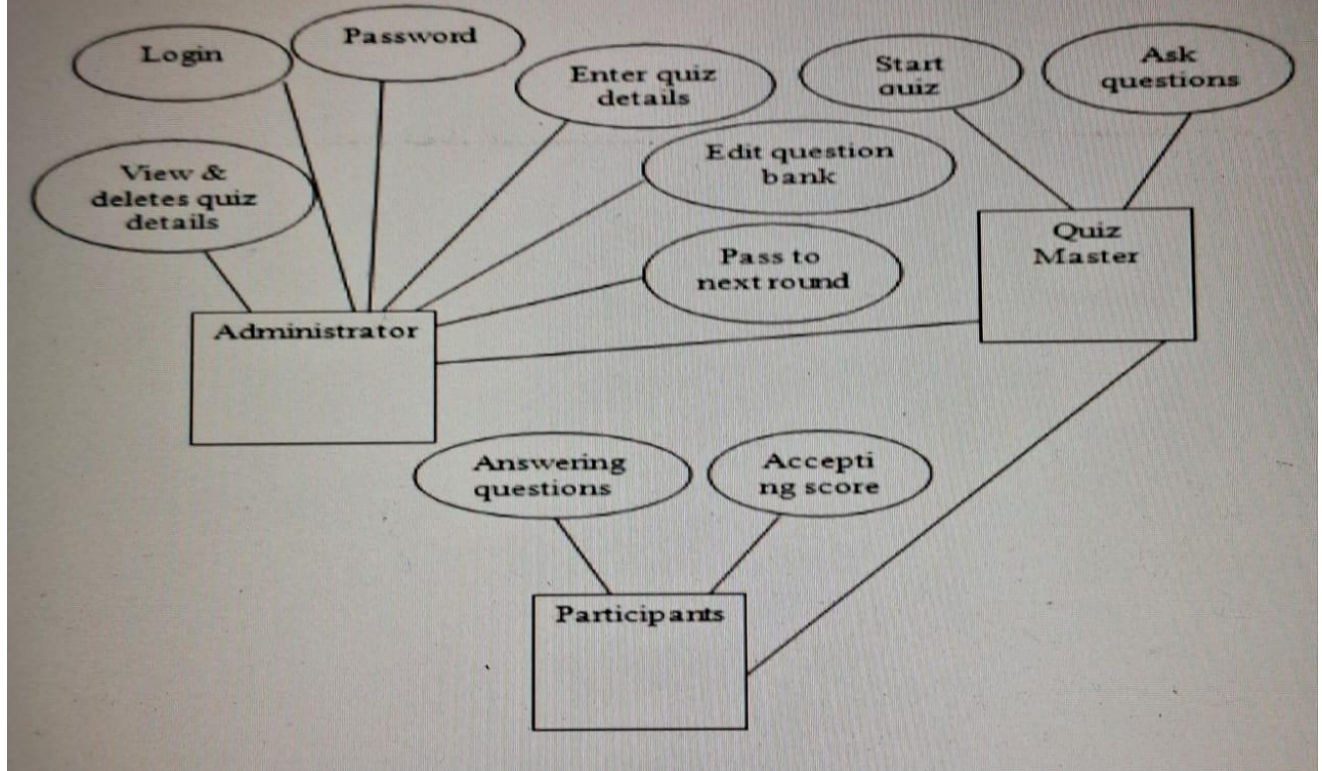 Login
Password
Enter quiz
details
Start
quiz
Ask
questions
View &
deletes quiz
details
Edit question
bank
Pass to
next round
Quiz
Master
Administrator
Answering
questions
Accepti
ng score
Participants